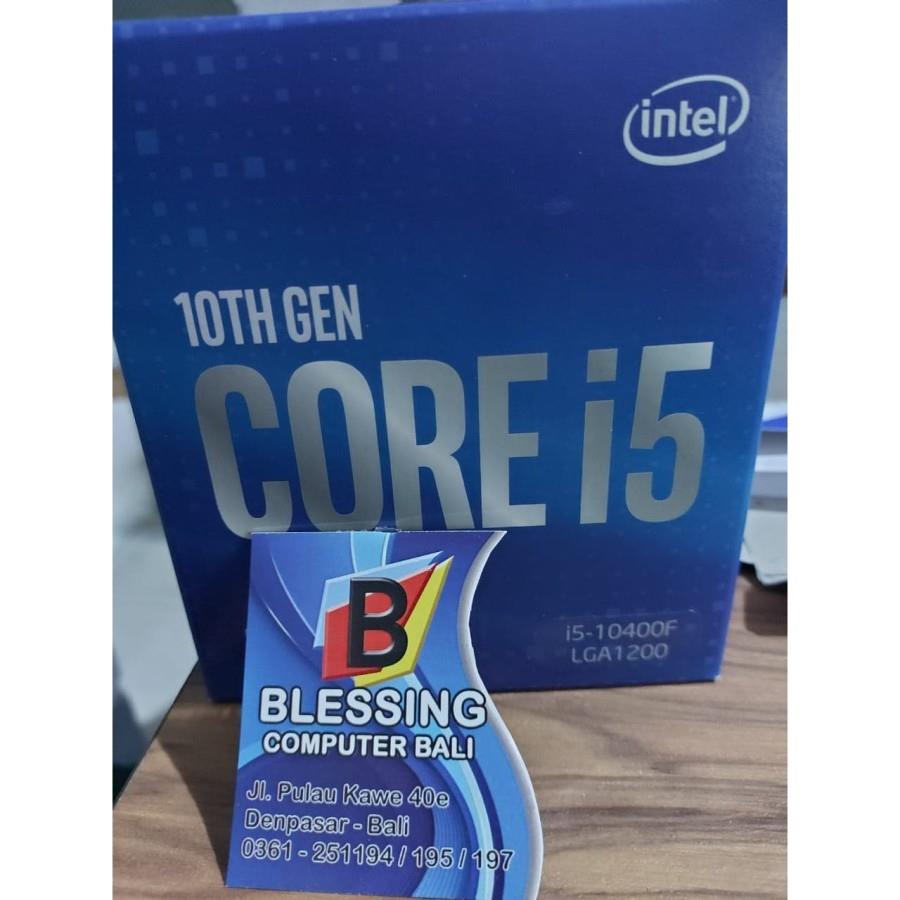 intel
10TH GEN
CORE i5
i5-10400F
LGA1200
B
BLESSING
COMPUTER BALI
Jl. Pulau Kawe 40e
Denpasar - Bali
0361 - 251194 / 195 / 197